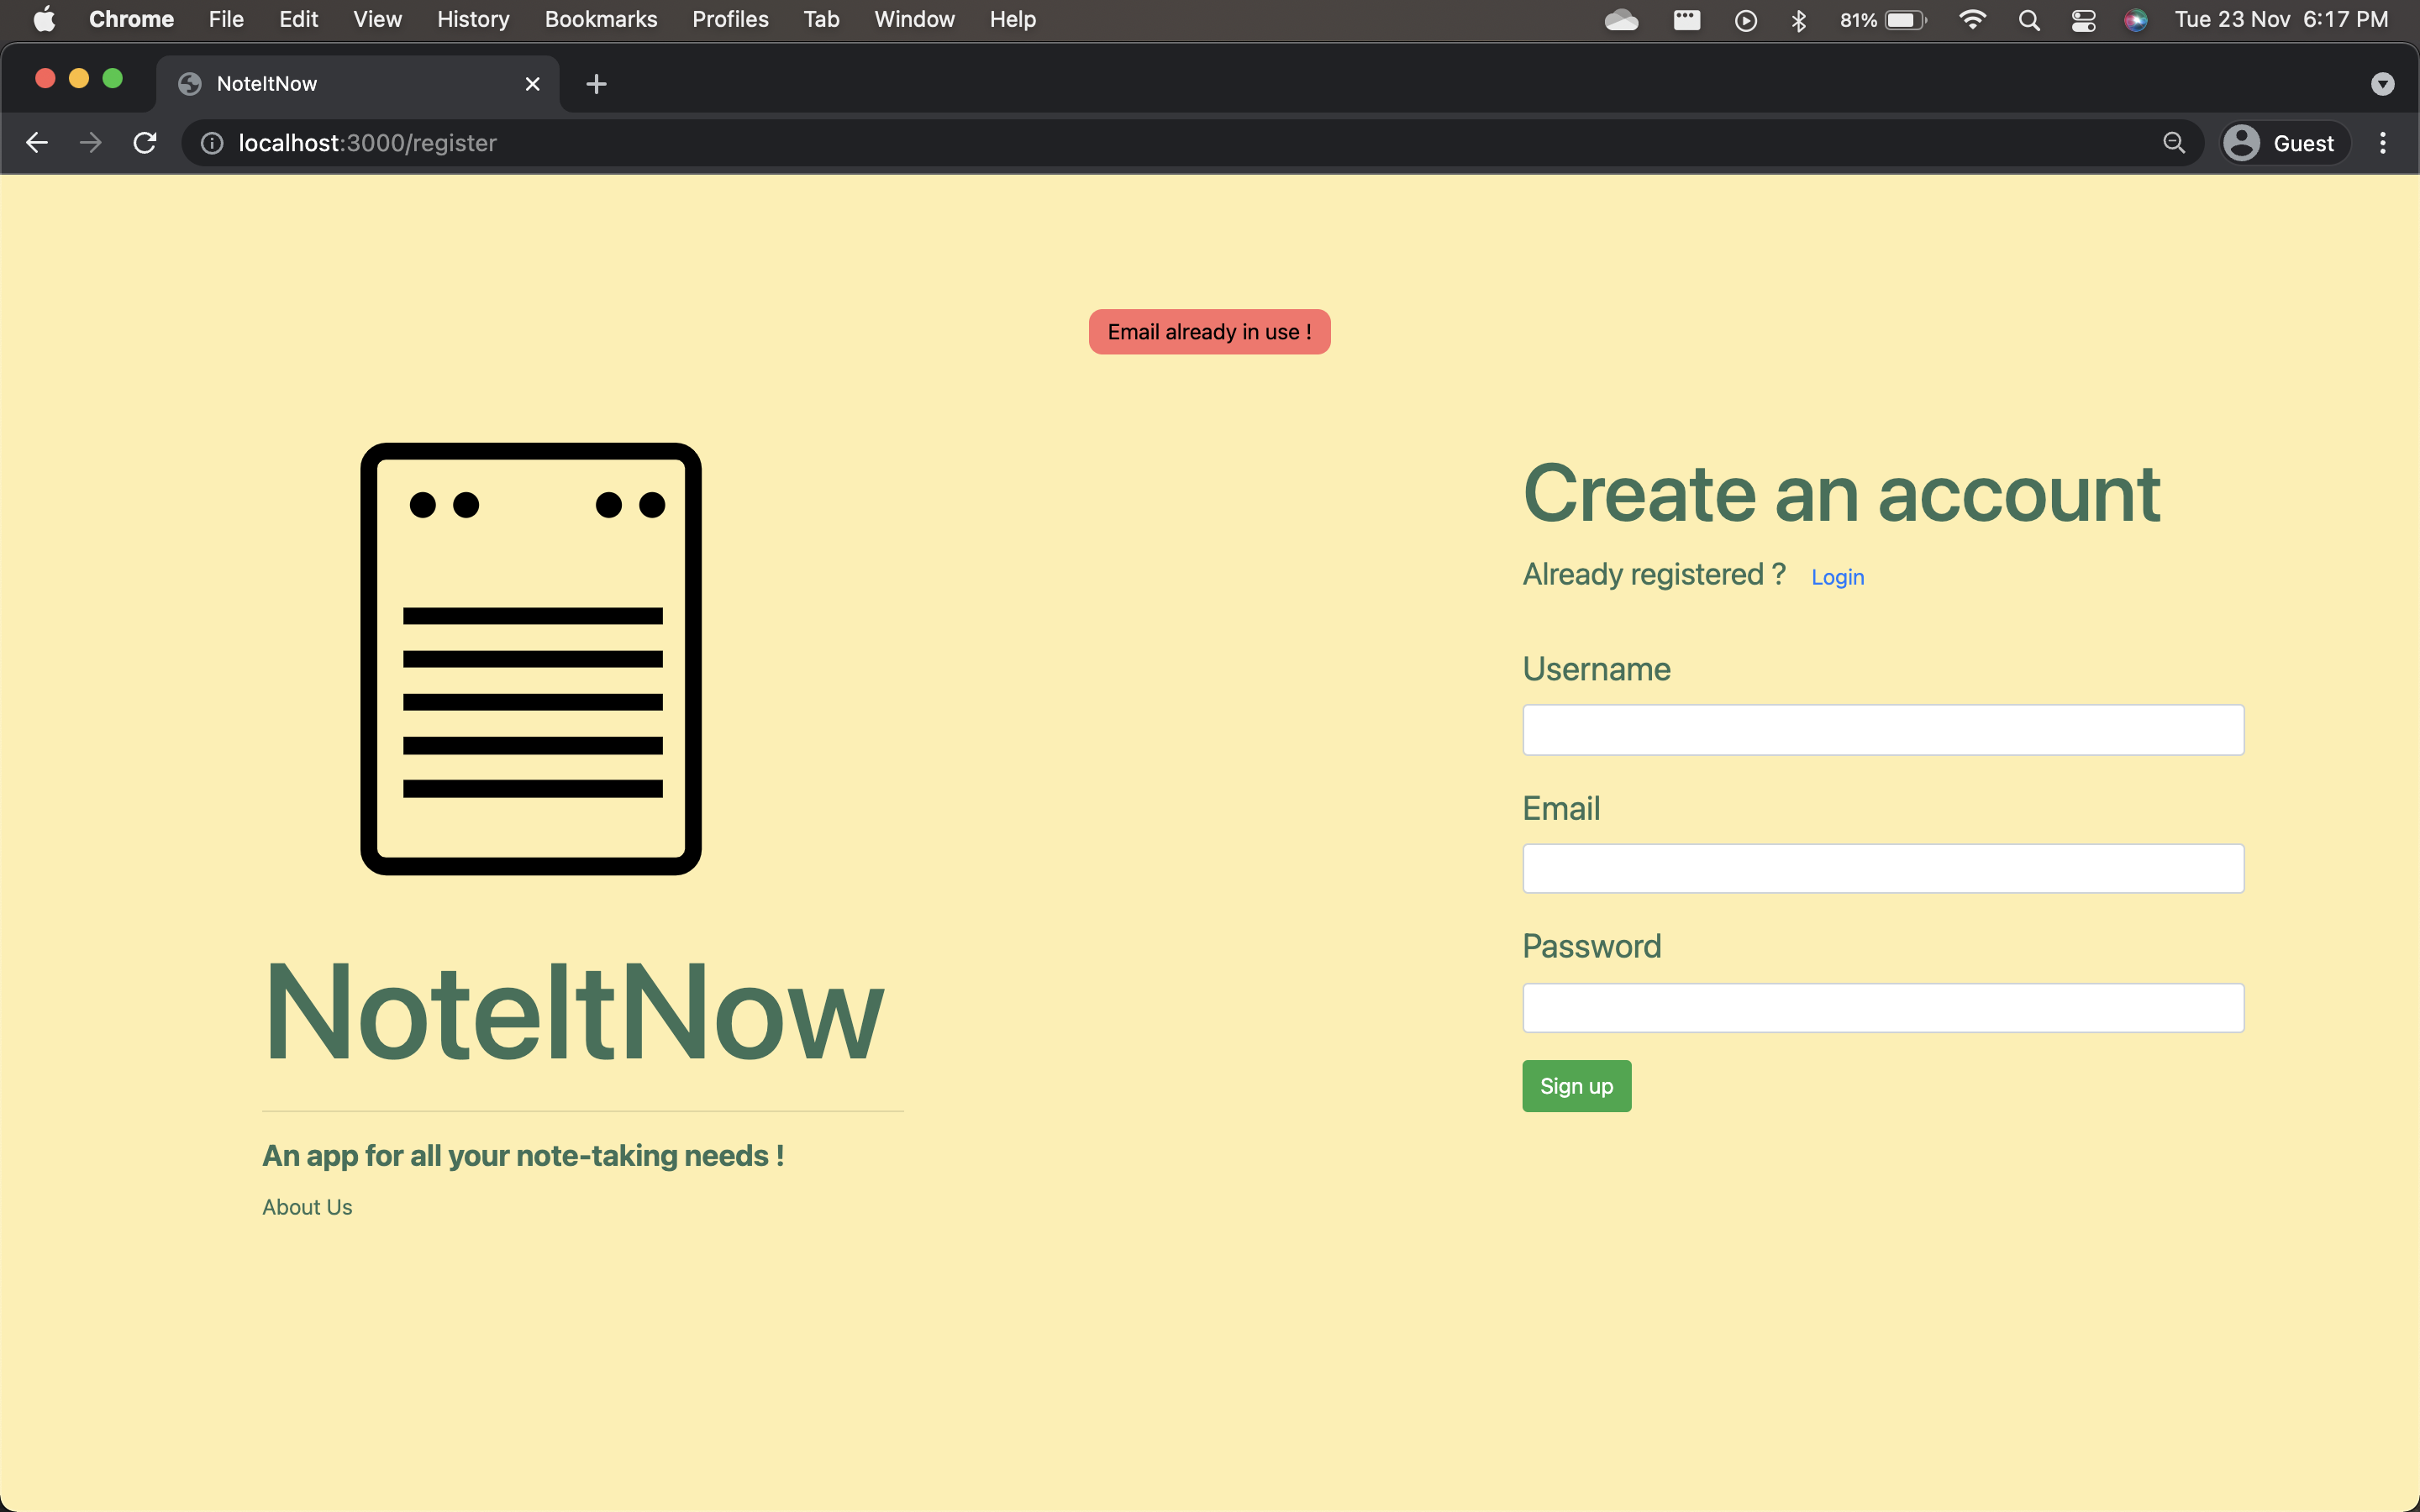 Chrome File Edit View History Bookmarks Profiles Tab Window Help 81% Tue 23 Nov 6:17 PM
NoteItNow
localhost:3000/register Guest
Email already in use !
Create an account
Already registered ? Login
Username
Email
Password
Sign up
NoteItNow
An app for all your note-taking needs !
About Us